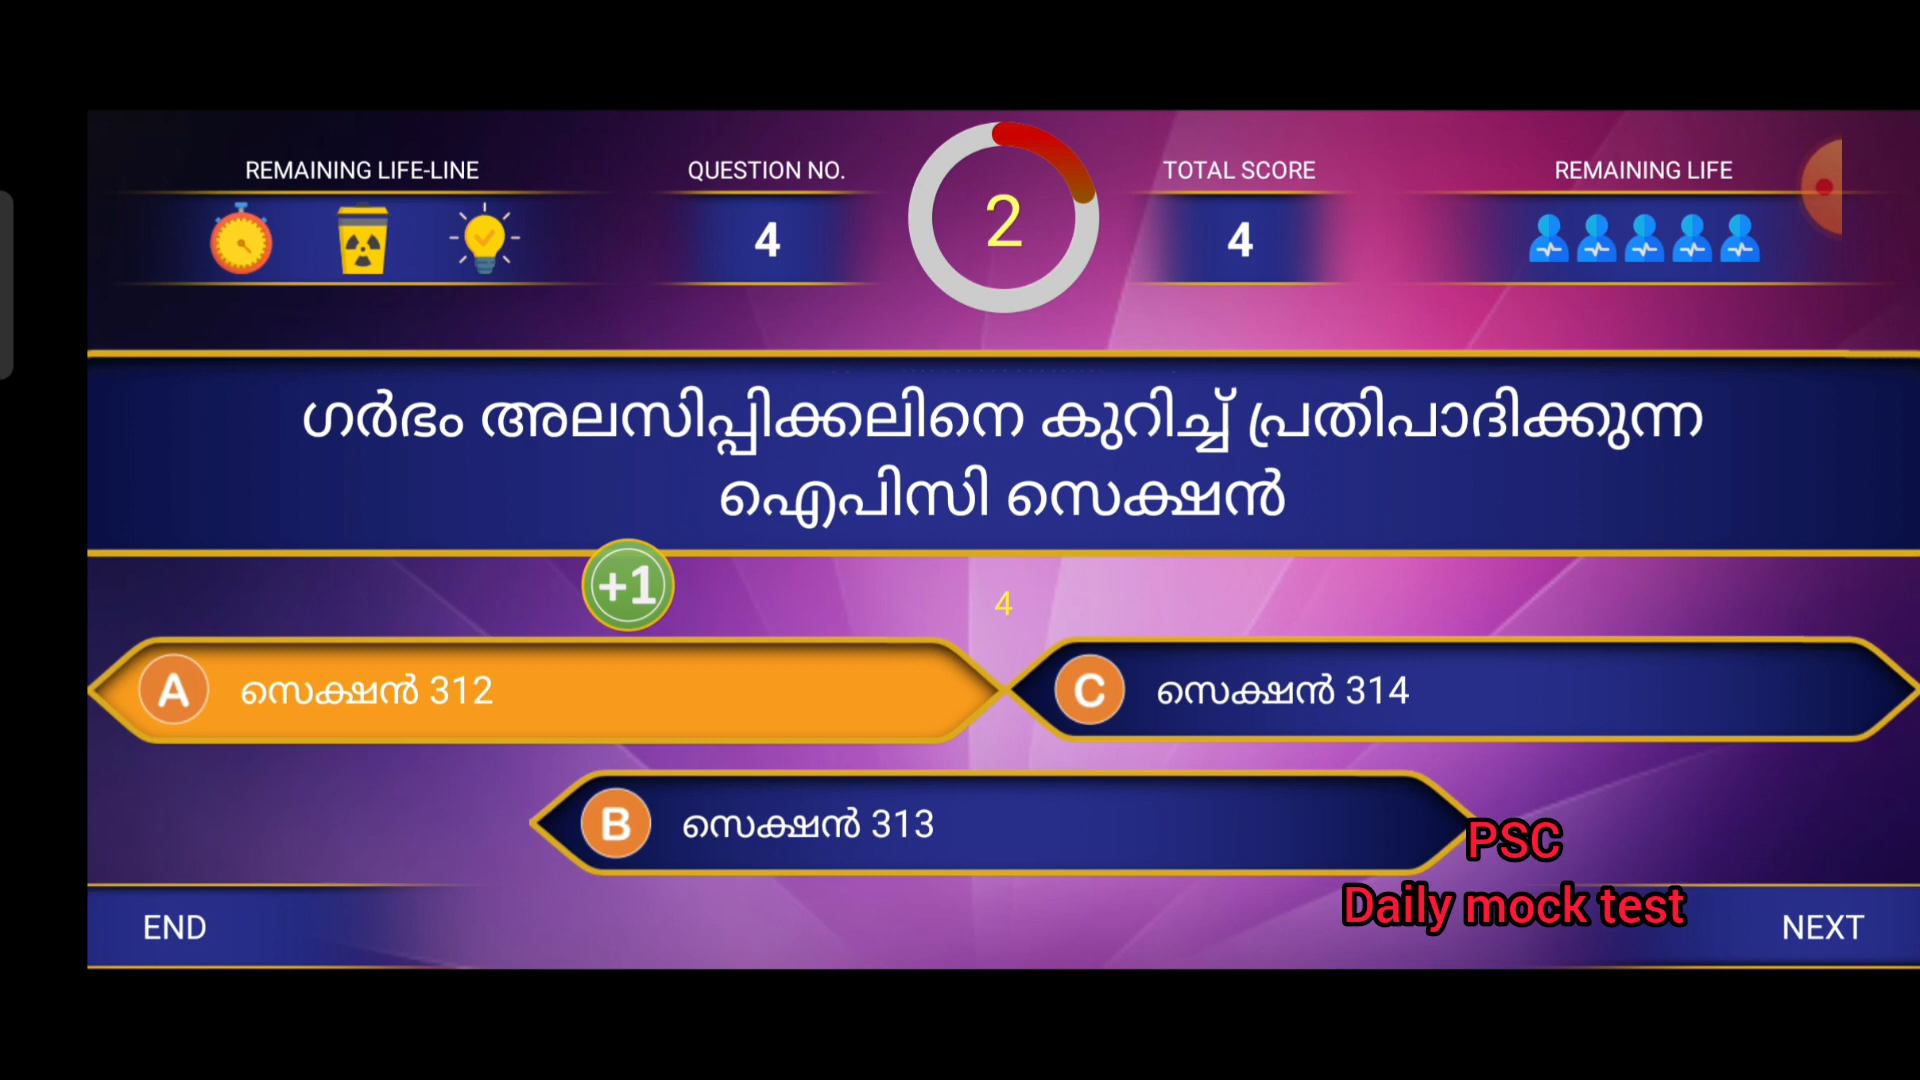 REMAINING LIFE-LINE
QUESTION NO.
4
2
TOTAL SCORE
4
REMAINING LIFE
ഗർഭം അലസിപ്പിക്കലിനെ കുറിച്ച് പ്രതിപാദിക്കുന്ന
ഐപിസി സെക്ഷൻ
+1
4
A സെക്ഷൻ 312
C സെക്ഷൻ 314
B സെക്ഷൻ 313
PSC
Daily mock test
END
NEXT